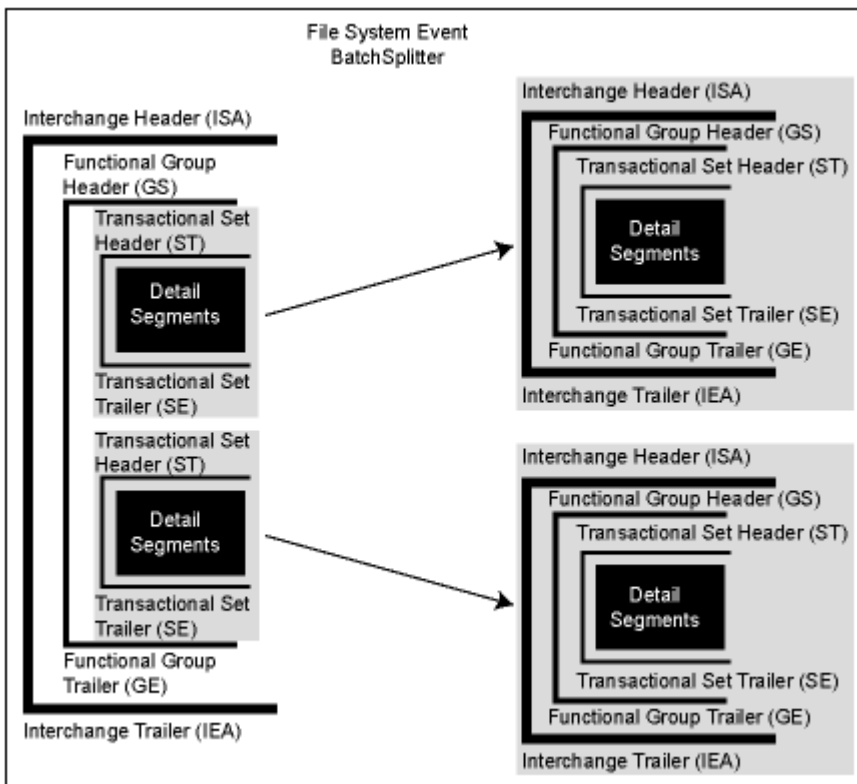 File System Event
BatchSplitter
Interchange Header (ISA)
Functional Group
Header (GS)
Transactional Set
Header (ST)
Detail
Segments
Transactional Set
Trailer (SE)
Transactional Set
Header (ST)
Detail
Segments
Transactional Set
Trailer (SE)
Functional Group
Trailer (GE)
Interchange Trailer (IEA)
Interchange Header (ISA)
Functional Group Header (GS)
Transactional Set Header (ST)
Detail
Segments
Transactional Set Trailer (SE)
Functional Group Trailer (GE)
Interchange Trailer (IEA)
Interchange Header (ISA)
Functional Group Header (GS)
Transactional Set Header (ST)
Detail
Segments
Transactional Set Trailer (SE)
Functional Group Trailer (GE)
Interchange Trailer (IEA)